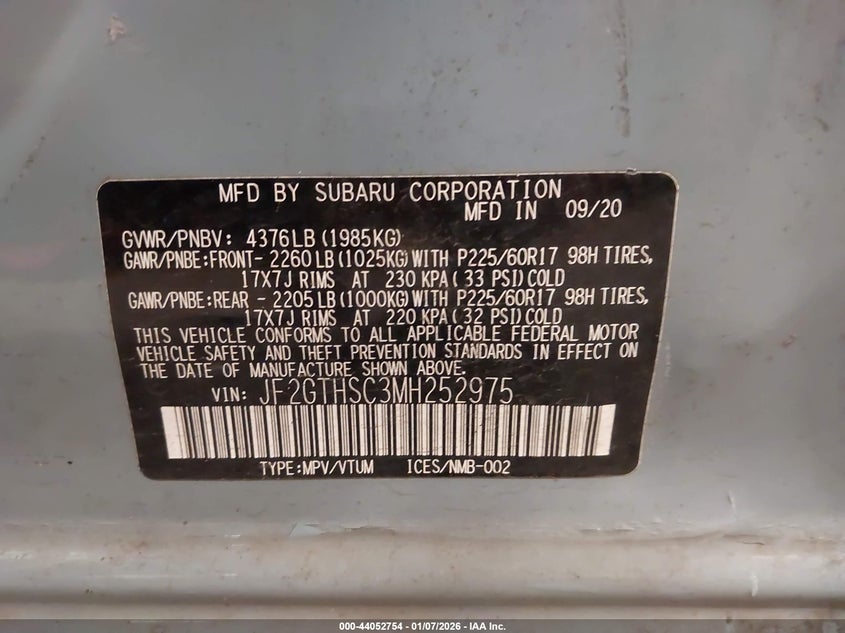 MFD BY SUBARU CORPORATION
MFD IN 09/20
GVWR/PNBV: 4376LB(1985KG)
GAWR/PNBE:FRONT- 2260LB(1025KG)WITH P225/60R17 98H TIRES,
17X7J RIMS AT 230 KPA(33 PSI)COLD
GAWR/PNBE:REAR - 2205LB(1000KG)WITH P225/60R17 98H TIRES,
17X7J RIMS AT 220 KPA(32 PSI)COLD
THIS VEHICLE CONFORMS TO ALL APPLICABLE FEDERAL MOTOR
VEHICLE SAFETY AND THEFT PREVENTION STANDARDS IN EFFECT ON
THE DATE OF MANUFACTURE SHOWN ABOVE.
VIN: JF2GTHSC3MH252975
TYPE:MPV/VTUM ICES/NMB-002
000-44052754 - 01/07/2026 - IAA Inc.